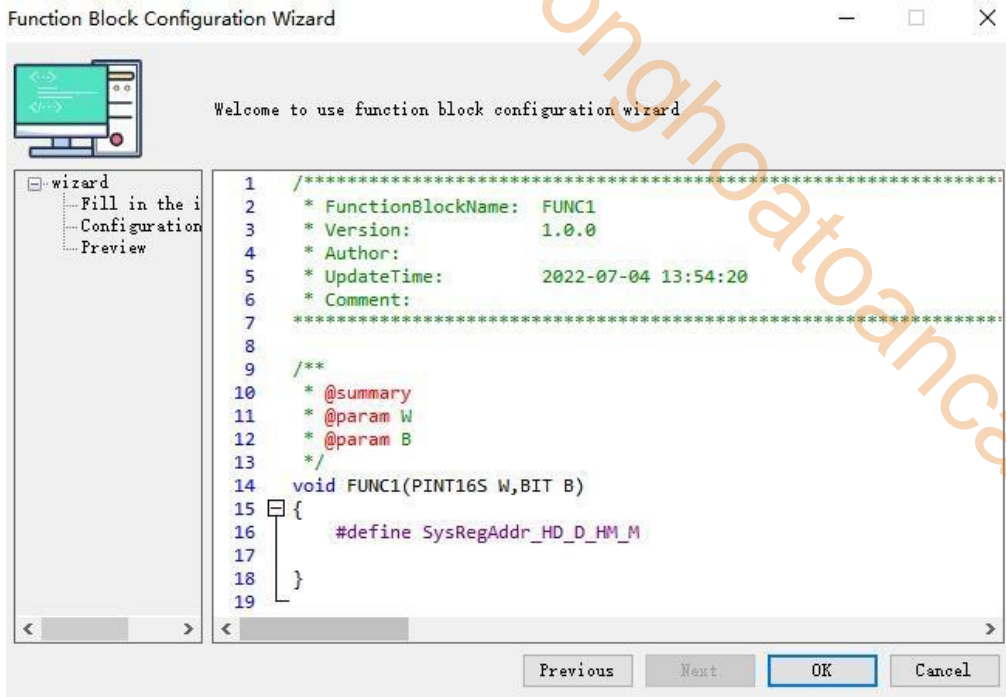 Function Block Configuration Wizard
Welcome to use function block configuration wizard
wizard
Fill in the i
Configuration
Preview
1 /******************************************************************************
2 * FunctionBlockName: FUNC1
3 * Version: 1.0.0
4 * Author:
5 * UpdateTime: 2022-07-04 13:54:20
6 * Comment:
7 ******************************************************************************
8
9 /**
10 * @summary
11 * @param W
12 * @param B
13 */
14 void FUNC1(PINT16S W,BIT B)
15 {
16 #define SysRegAddr_HD_D_HM_M
17
18 }
19
Previous Next OK Cancel
onghoatoanca